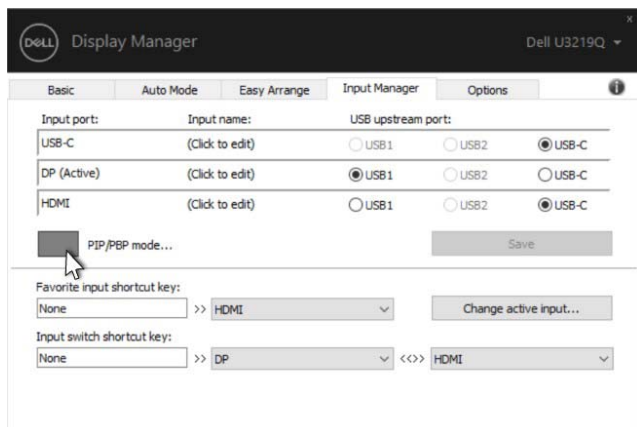 DELL Display Manager Dell U3219Q
Basic Auto Mode Easy Arrange Input Manager Options
Input port: Input name: USB upstream port:
USB-C (Click to edit) USB1 USB2 USB-C
DP (Active) (Click to edit) USB1 USB2 USB-C
HDMI (Click to edit) USB1 USB2 USB-C
PIP/PBP mode... Save
Favorite input shortcut key:
None >> HDMI Change active input...
Input switch shortcut key:
None >> DP <<>> HDMI